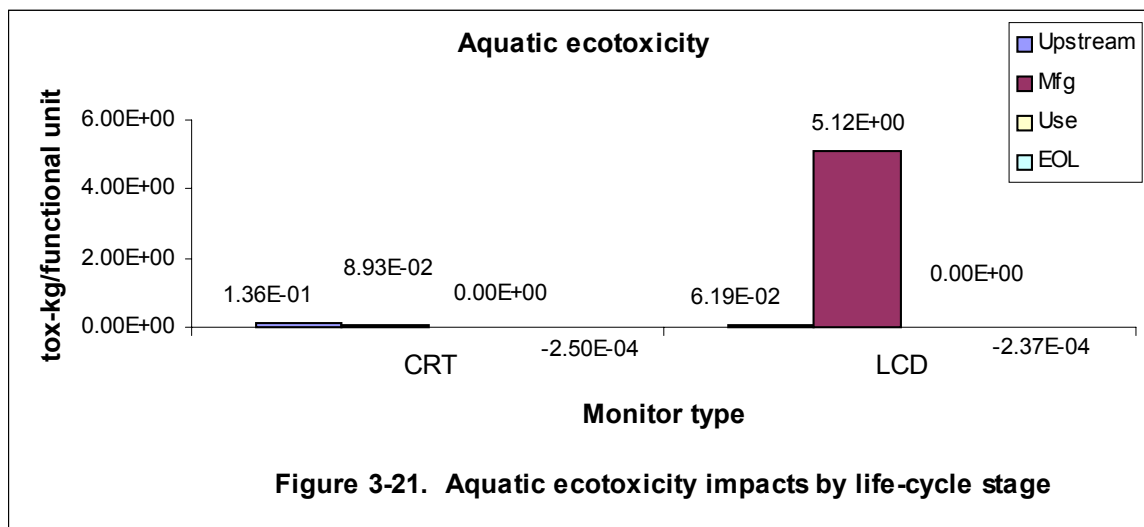 Aquatic ecotoxicity
Upstream
Mfg
Use
EOL
tox-kg/functional unit
6.00E+00
4.00E+00
2.00E+00
0.00E+00
1.36E-01
8.93E-02
0.00E+00
-2.50E-04
6.19E-02
5.12E+00
0.00E+00
-2.37E-04
CRT
LCD
Monitor type
Figure 3-21. Aquatic ecotoxicity impacts by life-cycle stage